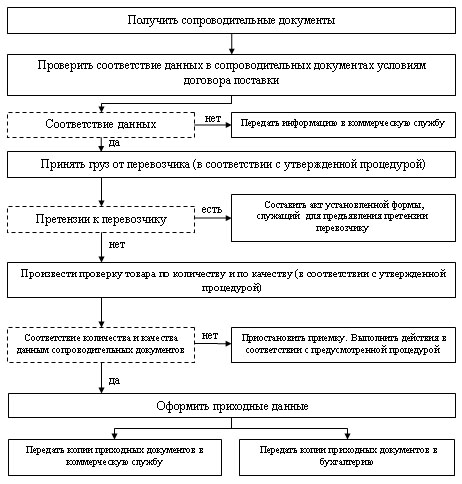 Получить сопроводительные документы
Проверить соответствие данных в сопроводительных документах условиям
договора поставки
Соответствие данных
нет
Передать информацию в коммерческую службу
да
Принять груз от перевозчика (в соответствии с утвержденной процедурой)
Претензии к перевозчику
есть
Составить акт установленной формы,
служащий для предъявления претензии
перевозчику
нет
Произвести проверку товара по количеству и по качеству (в соответствии с утвержденной
процедурой)
Соответствие количества и качества
данным сопроводительных документов
нет
Приостановить приемку. Выполнить действия в
соответствии с предусмотренной процедурой
да
Оформить приходные данные
Передать копии приходных документов в
коммерческую службу
Передать копии приходных документов в
бухгалтерию